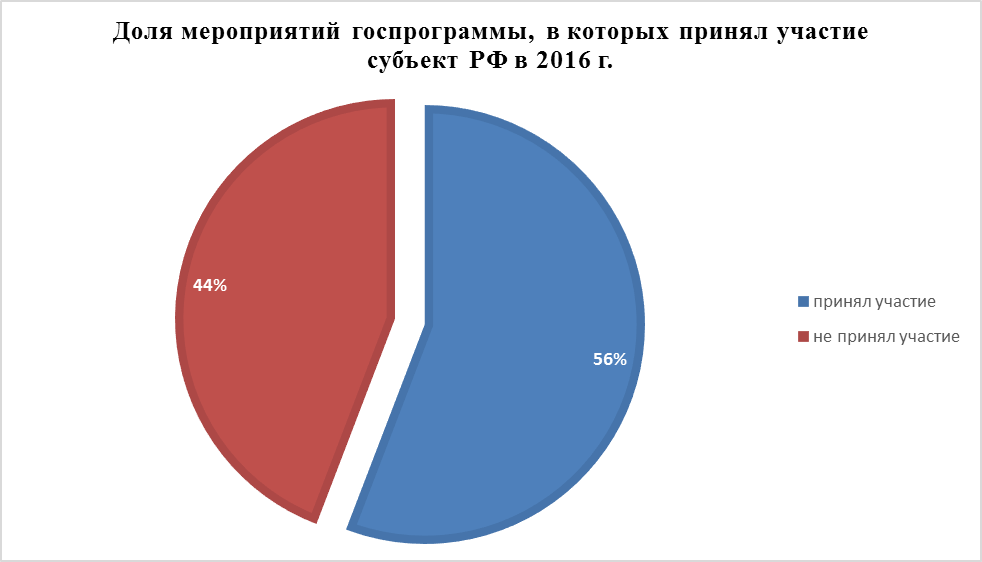 Доля мероприятий госпрограммы, в которых принял участие
субъект РФ в 2016 г.
44%
56%
принял участие
не принял участие